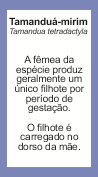 Tamanduá-mirim
Tamandua tetradactyla
A fêmea da
espécie produz
geralmente um
único filhote por
período de
gestação.
O filhote é
carregado no
dorso da mãe.